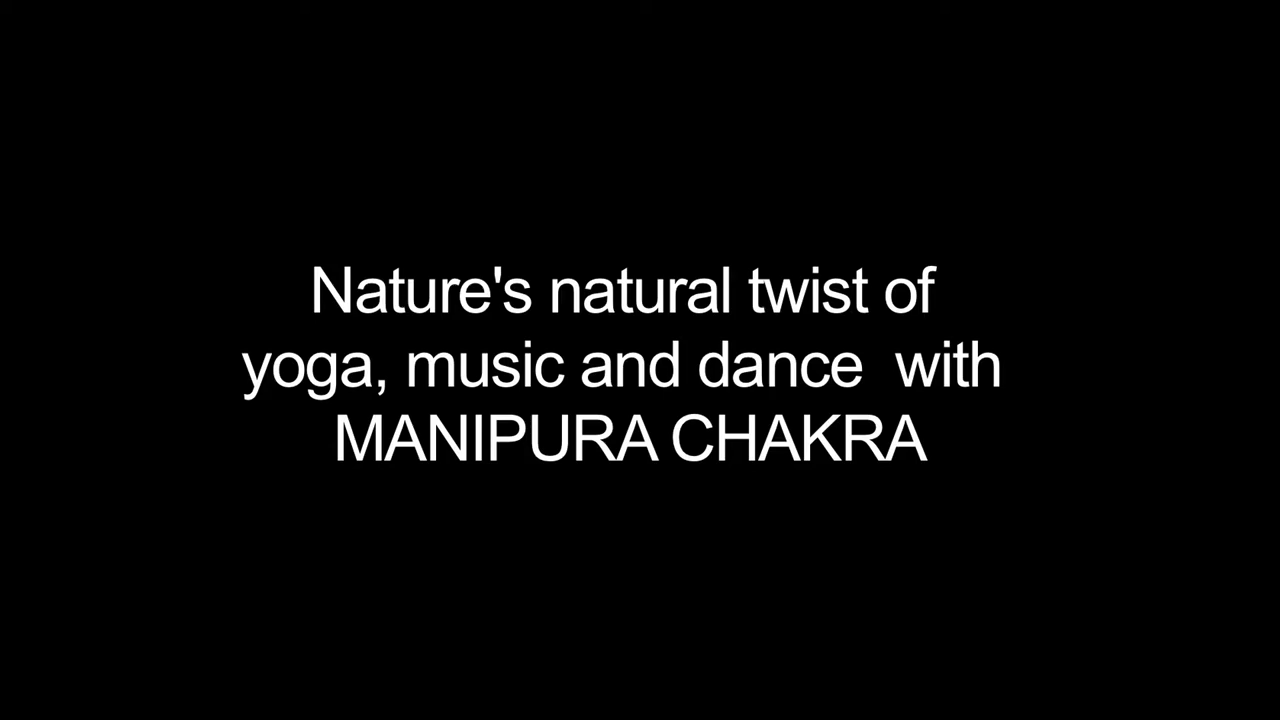 Nature's natural twist of
yoga, music and dance  with
MANIPURA CHAKRA